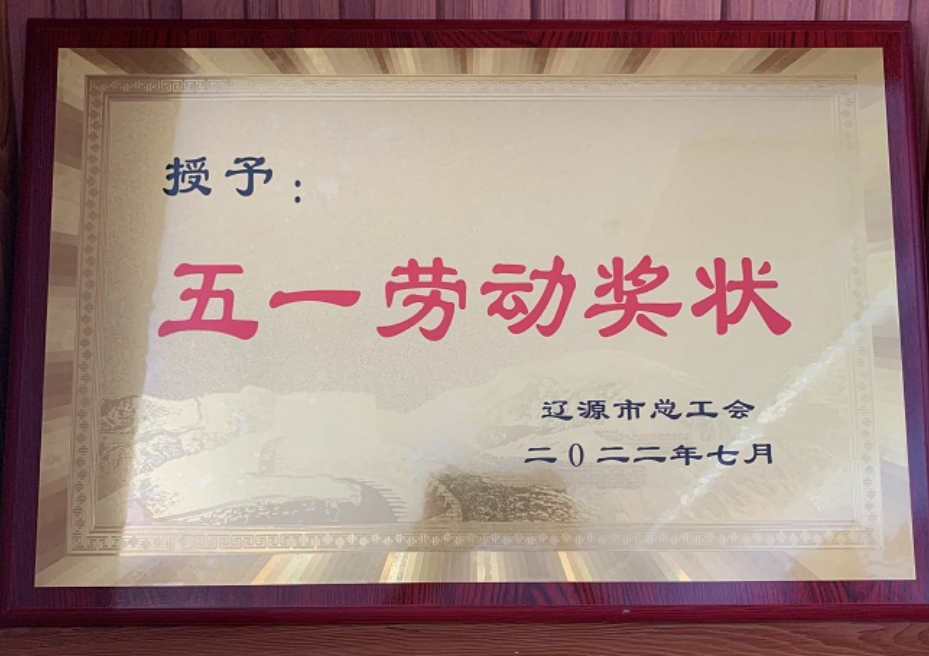 授予：
五一劳动奖状
辽源市总工会
二0二二年七月